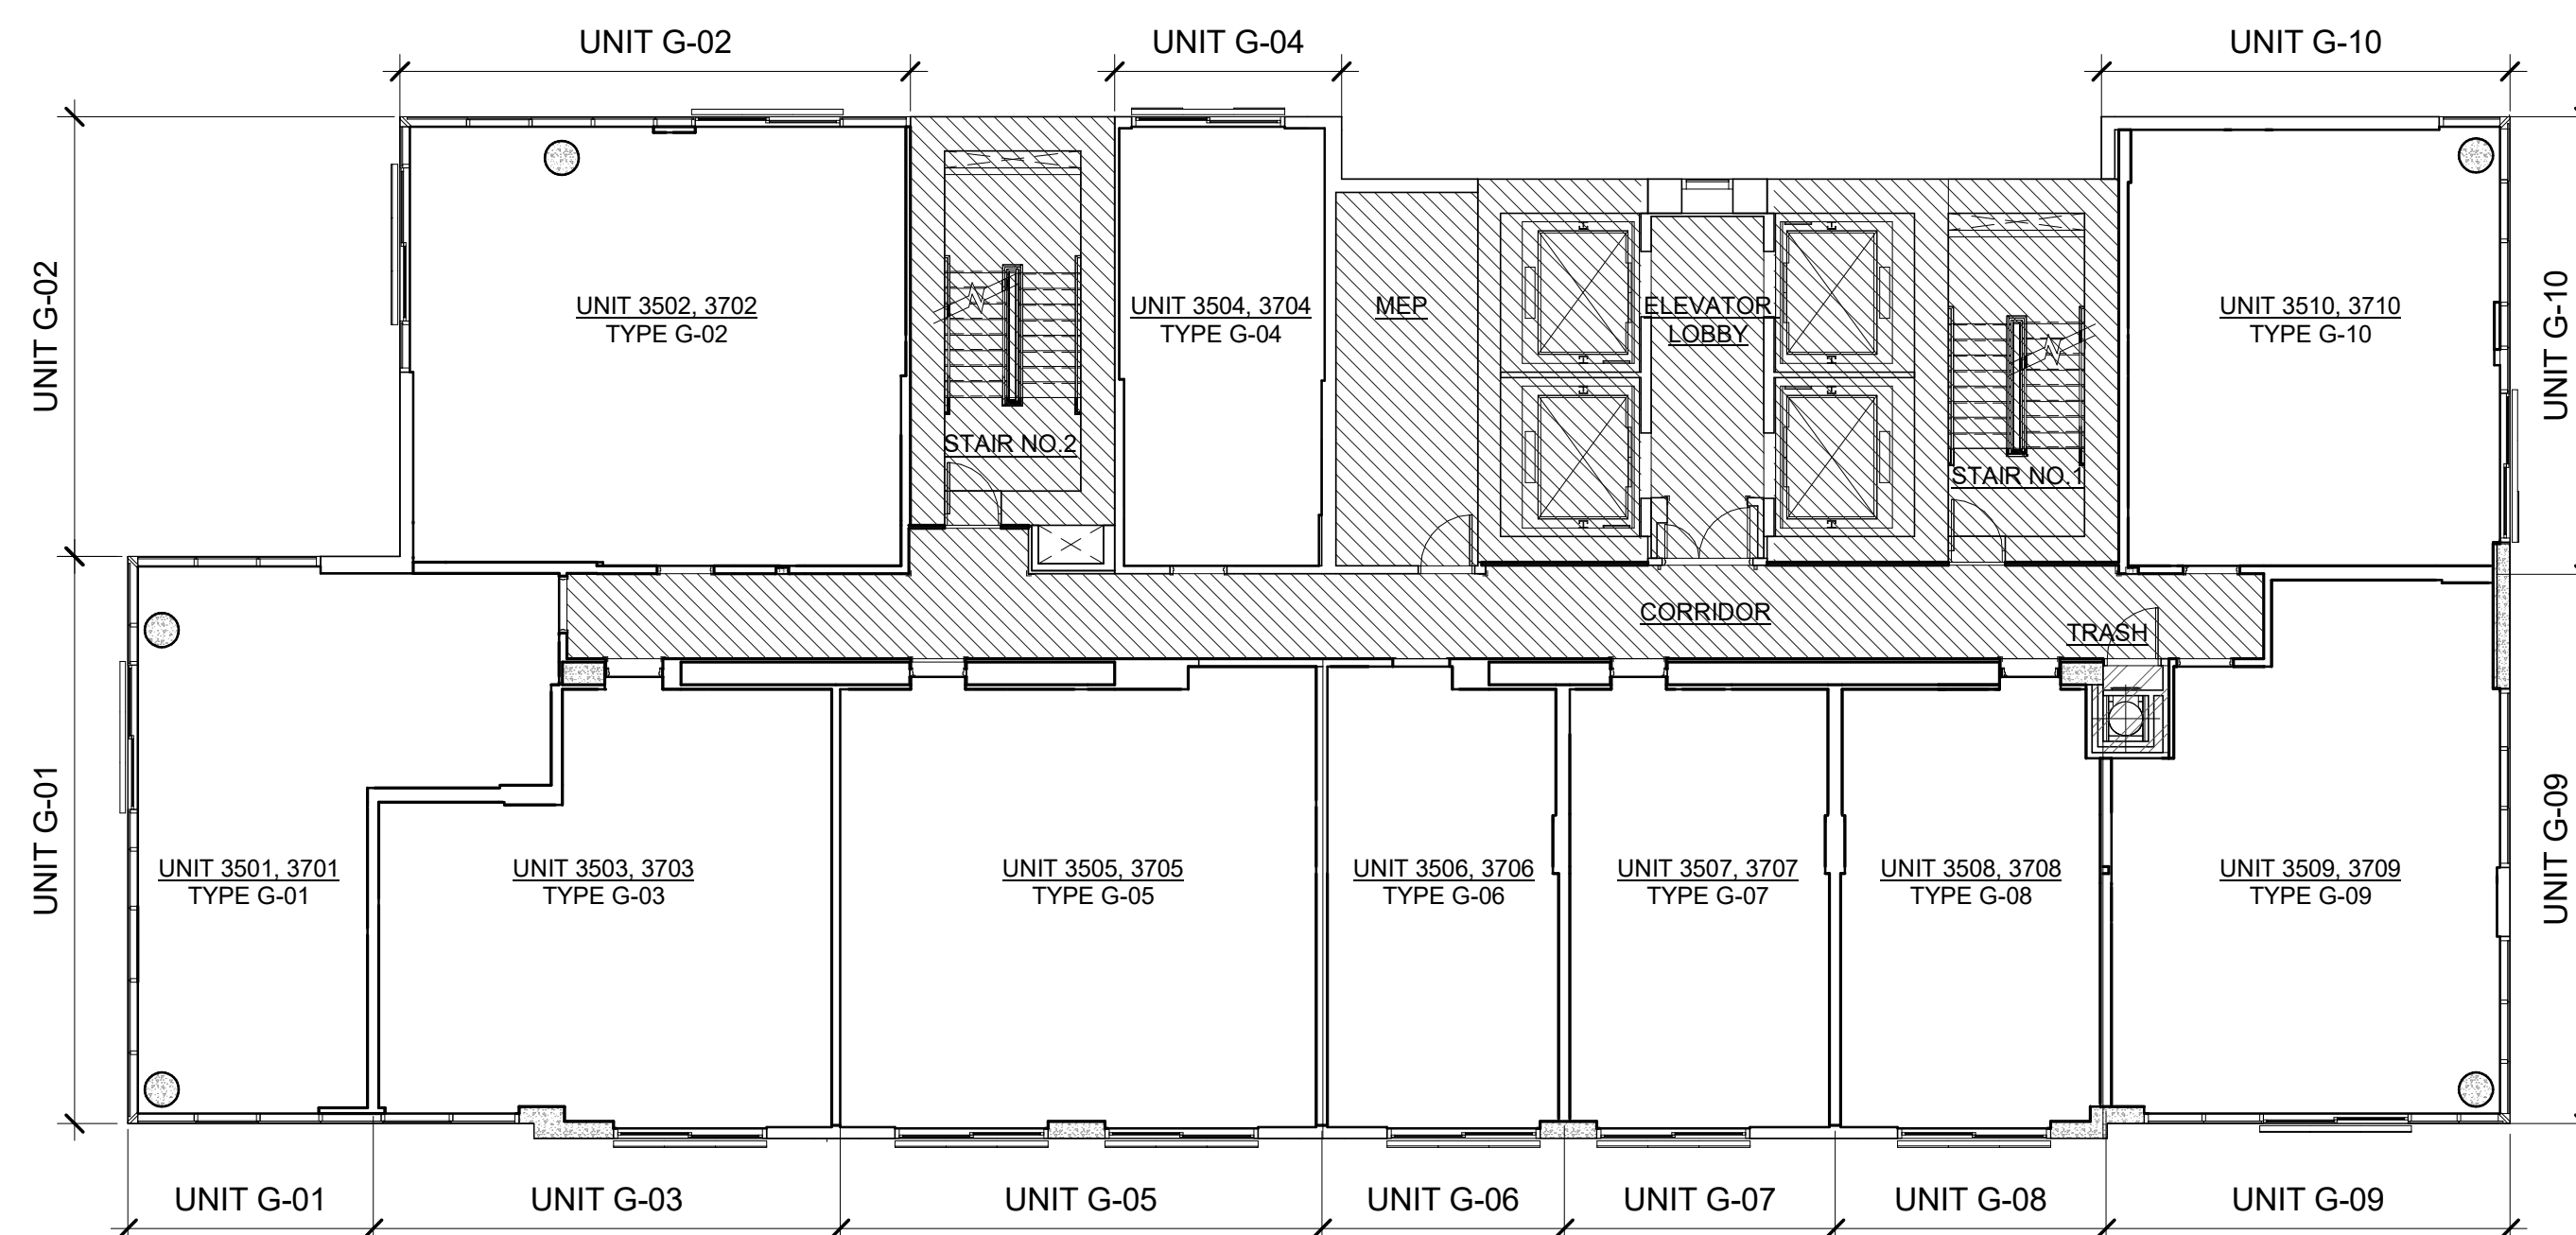 UNIT G-02
UNIT G-04
UNIT G-10
UNIT G-02
UNIT 3502, 3702
TYPE G-02
STAIR NO.2
UNIT 3504, 3704
TYPE G-04
MEP
ELEVATOR
LOBBY
STAIR NO.1
UNIT 3510, 3710
TYPE G-10
UNIT G-10
CORRIDOR
TRASH
UNIT G-01
UNIT 3501, 3701
TYPE G-01
UNIT 3503, 3703
TYPE G-03
UNIT 3505, 3705
TYPE G-05
UNIT 3506, 3706
TYPE G-06
UNIT 3507, 3707
TYPE G-07
UNIT 3508, 3708
TYPE G-08
UNIT 3509, 3709
TYPE G-09
UNIT G-09
UNIT G-01
UNIT G-03
UNIT G-05
UNIT G-06
UNIT G-07
UNIT G-08
UNIT G-09